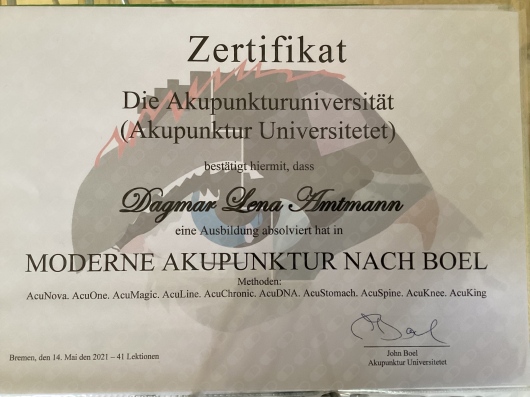 Zertifikat
Die Akupunkturuniversität
(Akupunktur Universitetet)
bestätigt hiermit, dass
Dagmar Lena Amtmann
eine Ausbildung absolviert hat in
MODERNE AKUPUNKTUR NACH BOEL
Methoden:
AcuNova. AcuOne. AcuMagic. AcuLine. AcuChronic. AcuDNA. AcuStomach. AcuSpine. AcuKnee. AcuKing
Bremen, den 14. Mai den 2021 – 41 Lektionen
John Boel
Akupunktur Universitetet